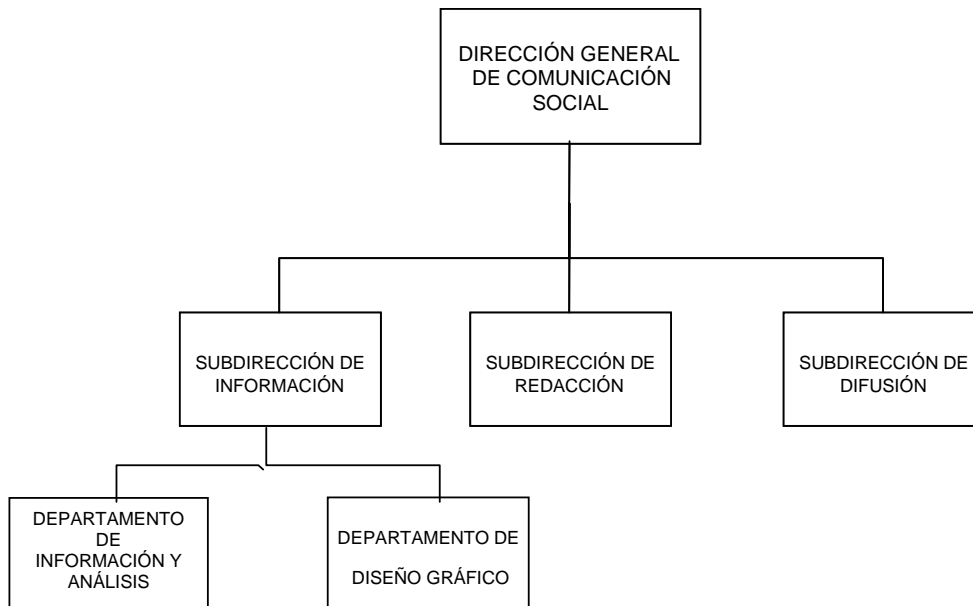 DIRECCIÓN GENERAL
DE COMUNICACIÓN
SOCIAL
SUBDIRECCIÓN DE
INFORMACIÓN
SUBDIRECCIÓN DE
REDACCIÓN
SUBDIRECCIÓN DE
DIFUSIÓN
DEPARTAMENTO
DE
INFORMACIÓN Y
ANÁLISIS
DEPARTAMENTO DE
DISEÑO GRÁFICO